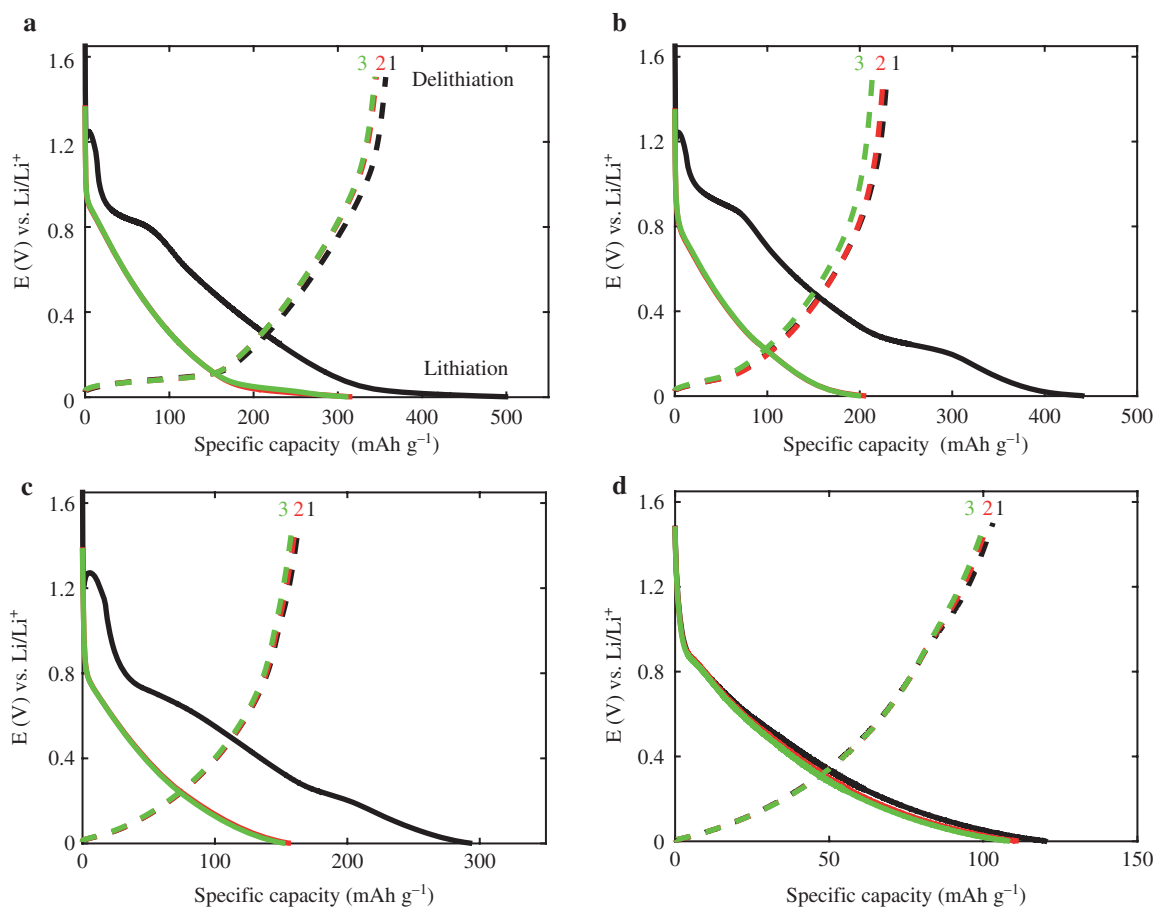 a
1.6
1.2
0.8
0.4
0
E (V) vs. Li/Li⁺
3 2 1
Delithiation
Lithiation
0 100 200 300 400 500
Specific capacity (mAh g⁻¹)
b
1.6
1.2
0.8
0.4
0
E (V) vs. Li/Li⁺
3 2 1
0 100 200 300 400 500
Specific capacity (mAh g⁻¹)
c
1.6
1.2
0.8
0.4
0
E (V) vs. Li/Li⁺
3 2 1
0 100 200 300
Specific capacity (mAh g⁻¹)
d
1.6
1.2
0.8
0.4
0
E (V) vs. Li/Li⁺
3 2 1
0 50 100 150
Specific capacity (mAh g⁻¹)